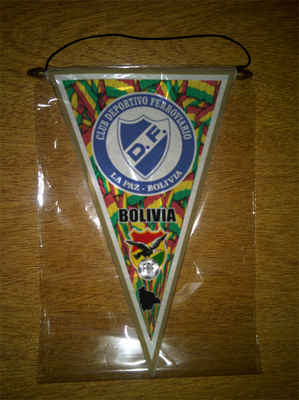 CLUB DEPORTIVO FERROVIARIO
D.F.
LA PAZ - BOLIVIA
BOLIVIA